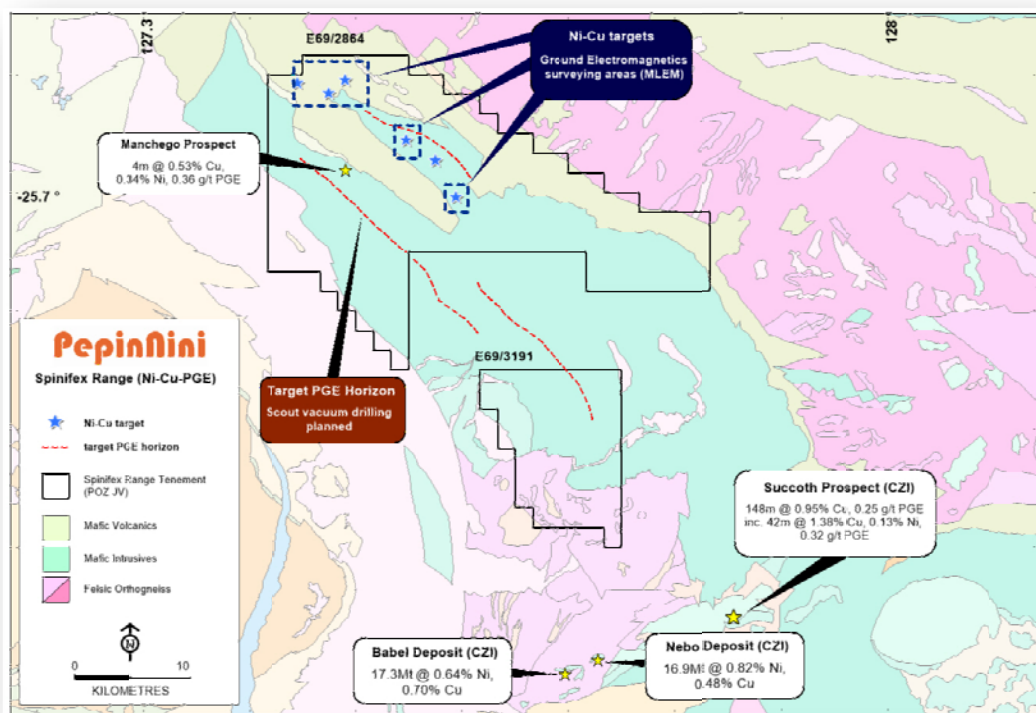 127.3°
128°
E69/2864
Ni-Cu targets
Ground Electromagnetics
surveying areas (MLEM)
Manchego Prospect
4m @ 0.53% Cu,
0.34% Ni, 0.36 g/t PGE
-25.7 °
E69/3191
Target PGE Horizon
Scout vacuum drilling
planned
PepinNini
Spinifex Range (Ni-Cu-PGE)
Ni-Cu target
target PGE horizon
Spinifex Range Tenement
(POZ JV)
Mafic Volcanics
Mafic Intrusives
Felsic Orthogneiss
N
0 10
KILOMETRES
Succoth Prospect (CZI)
148m @ 0.95% Cu, 0.25 g/t PGE
inc. 42m @ 1.38% Cu, 0.13% Ni,
0.32 g/t PGE
Babel Deposit (CZI)
17.3Mt @ 0.64% Ni,
0.70% Cu
Nebo Deposit (CZI)
16.9Mt @ 0.82% Ni,
0.48% Cu